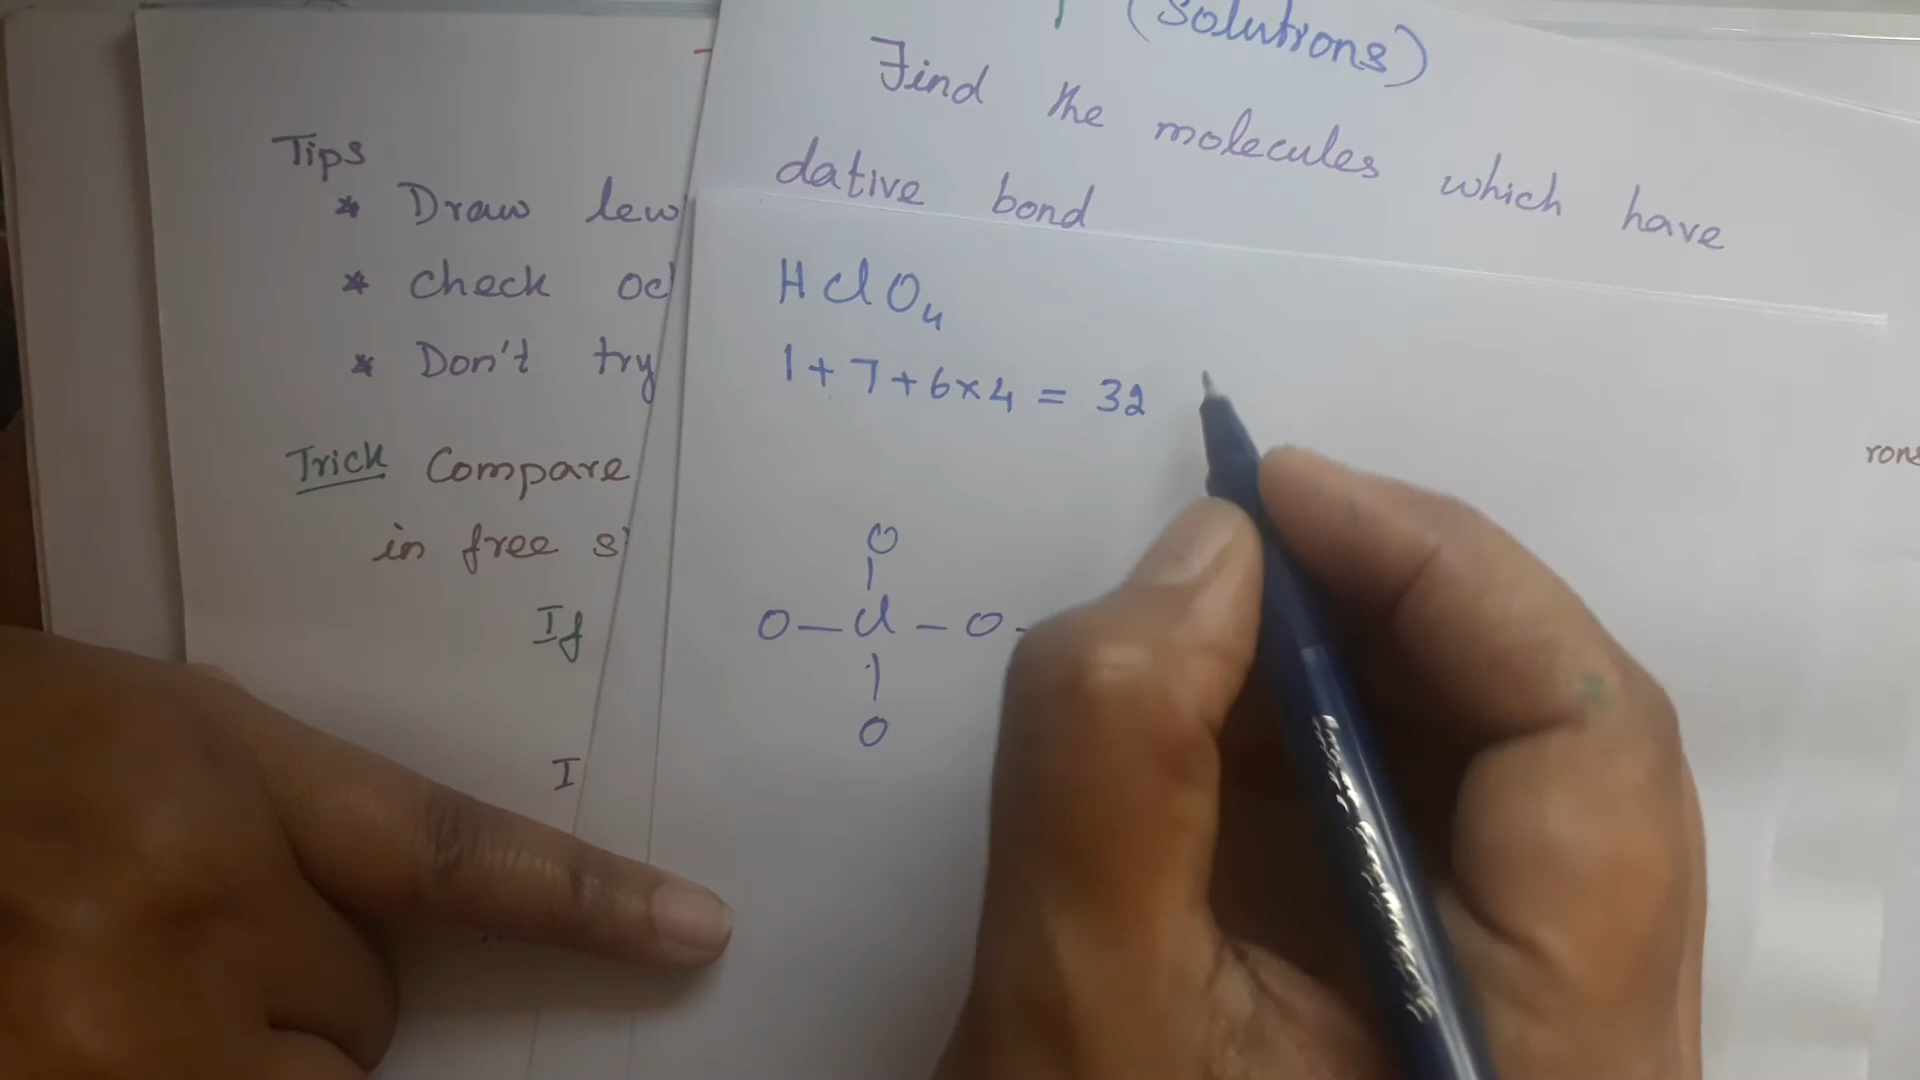 (Solutions)
Find the molecules which have
dative bond
Tips
* Draw lew
* Check oc
* Don't try
Trick Compare
in free s
If
I
HClO4
1+7+6×4 = 32
O
O—Cl—O-
O
rons